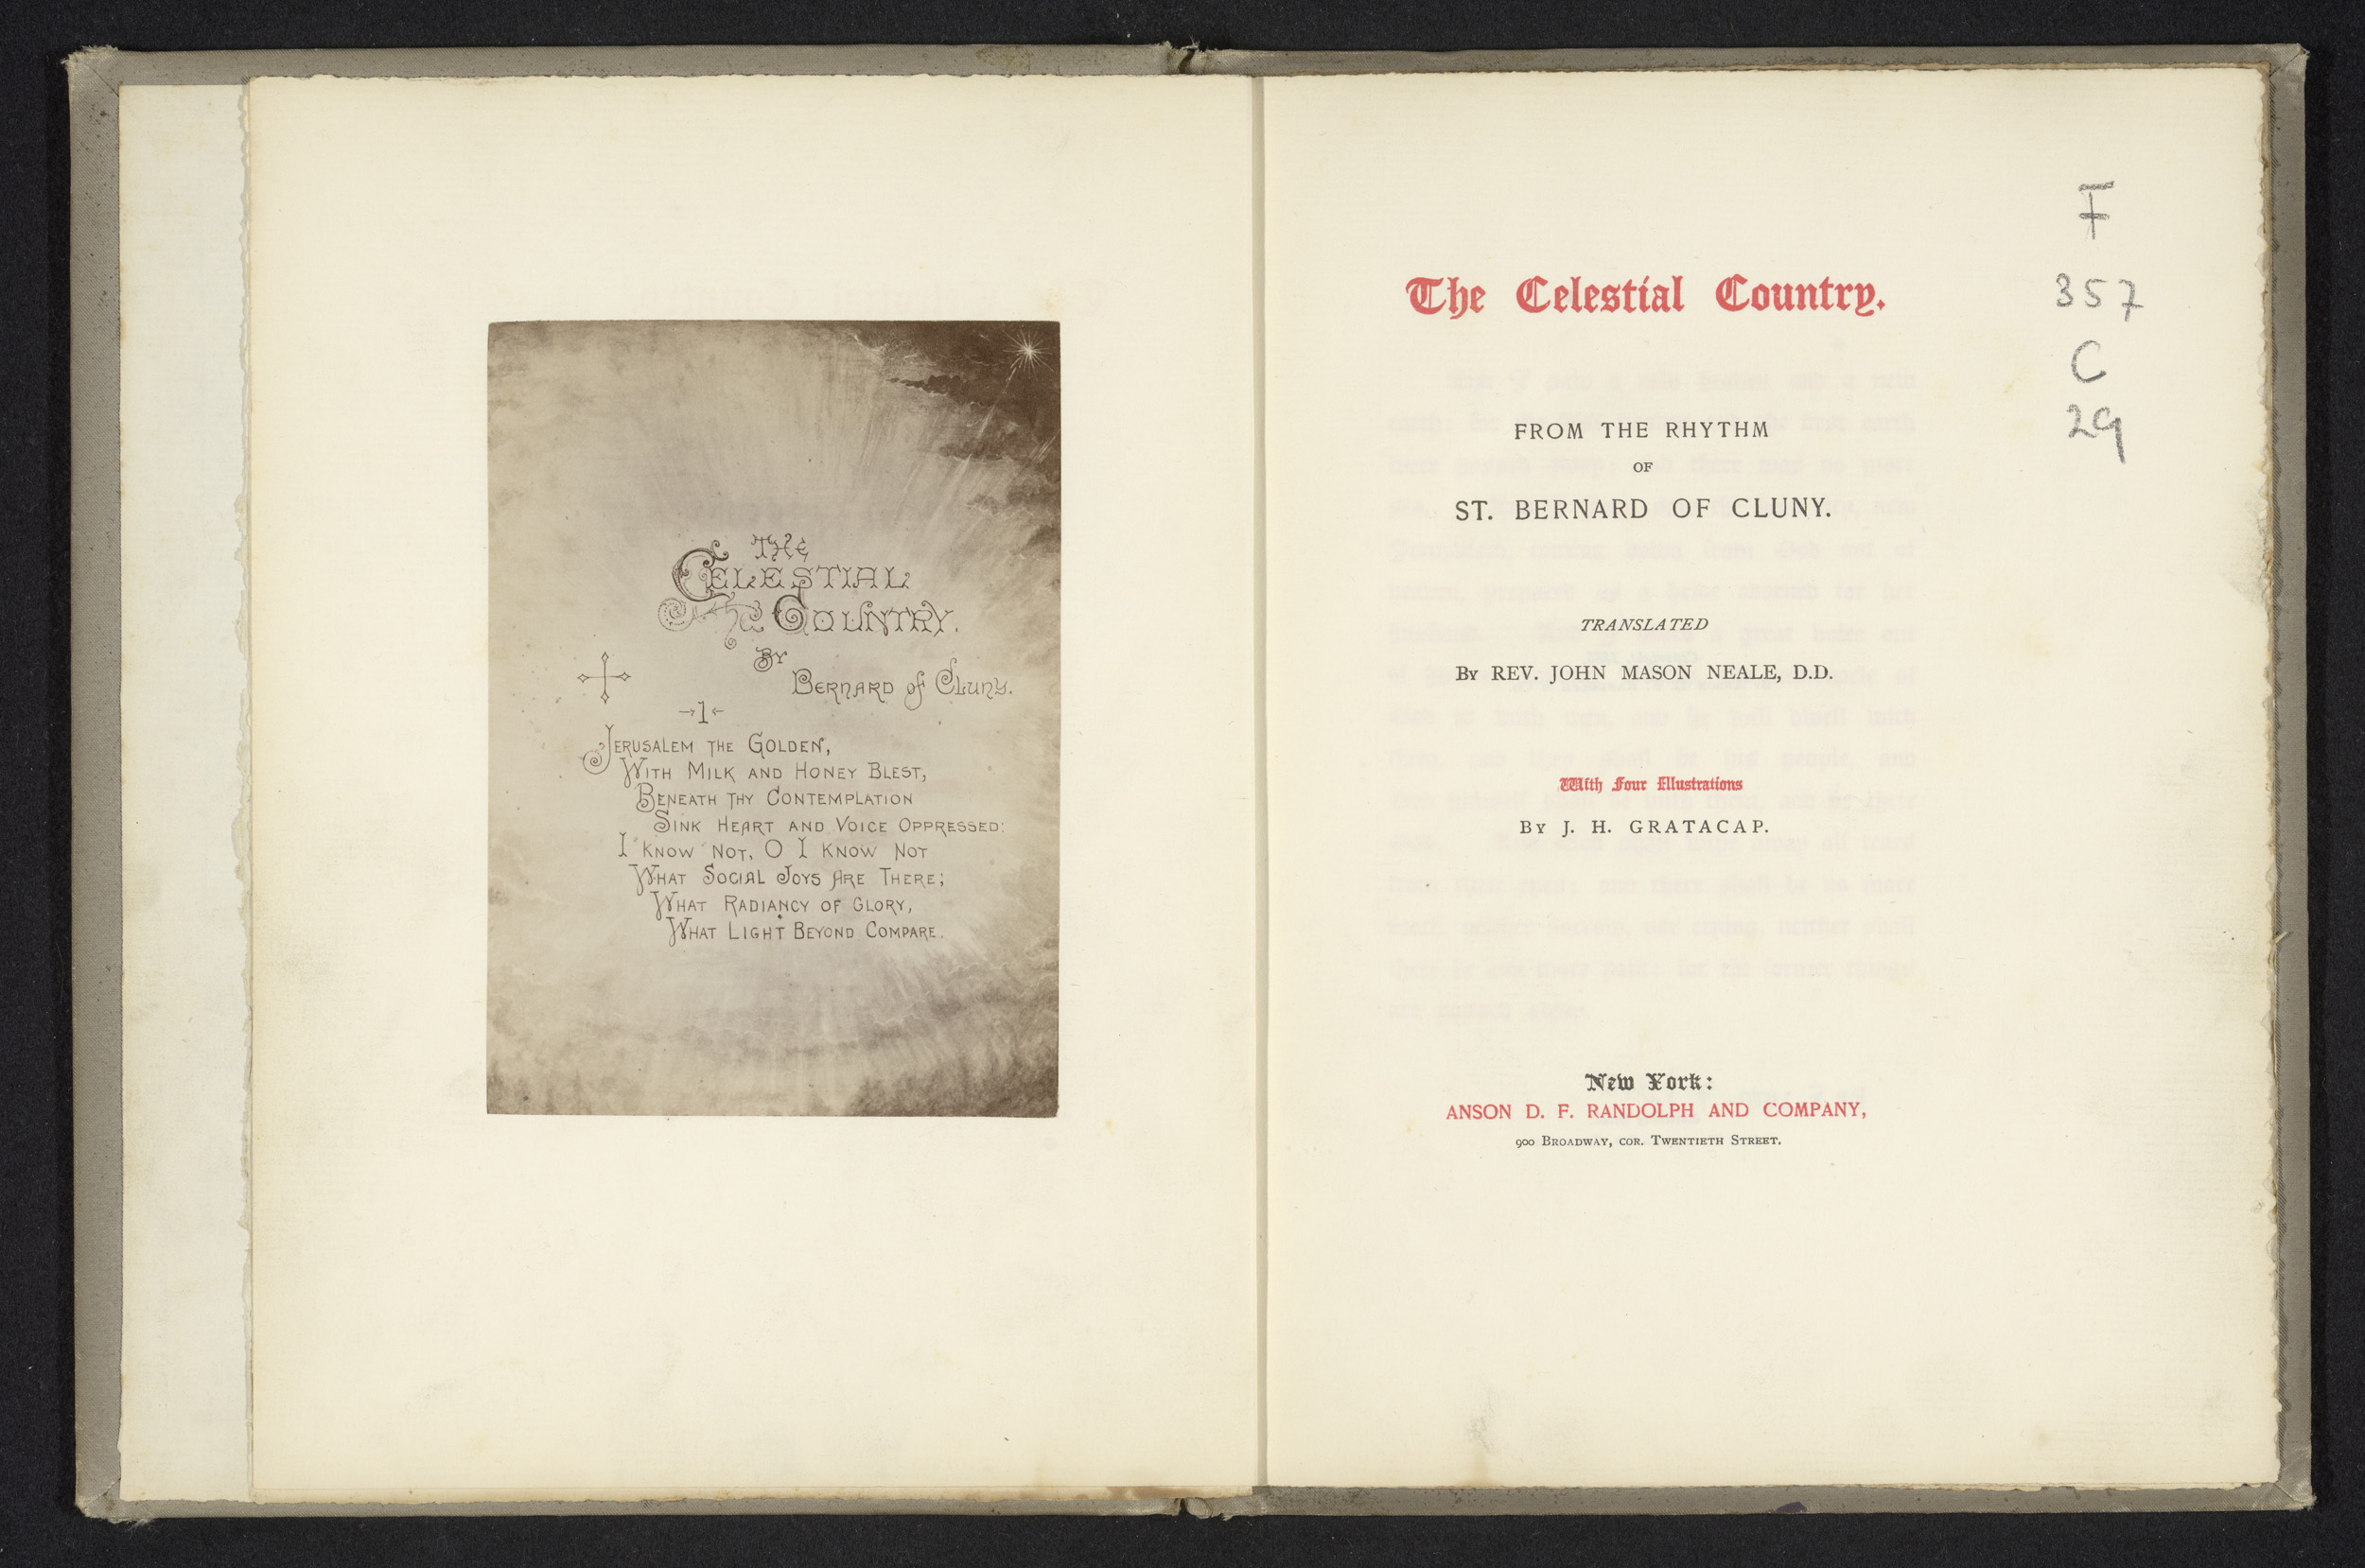 THE
CELESTIAL
COUNTRY.
BY
BERNARD of CLUNY.
1
JERUSALEM THE GOLDEN,
WITH MILK AND HONEY BLEST,
BENEATH THY CONTEMPLATION
SINK HEART AND VOICE OPPRESSED:
I KNOW NOT, O I KNOW NOT
WHAT SOCIAL JOYS ARE THERE;
WHAT RADIANCY OF GLORY,
WHAT LIGHT BEYOND COMPARE.
The Celestial Country.
FROM THE RHYTHM
OF
ST. BERNARD OF CLUNY.
TRANSLATED
BY REV. JOHN MASON NEALE, D.D.
With Four Illustrations
BY J. H. GRATACAP.
New York:
ANSON D. F. RANDOLPH AND COMPANY,
900 BROADWAY, COR. TWENTIETH STREET.
F
357
C
29